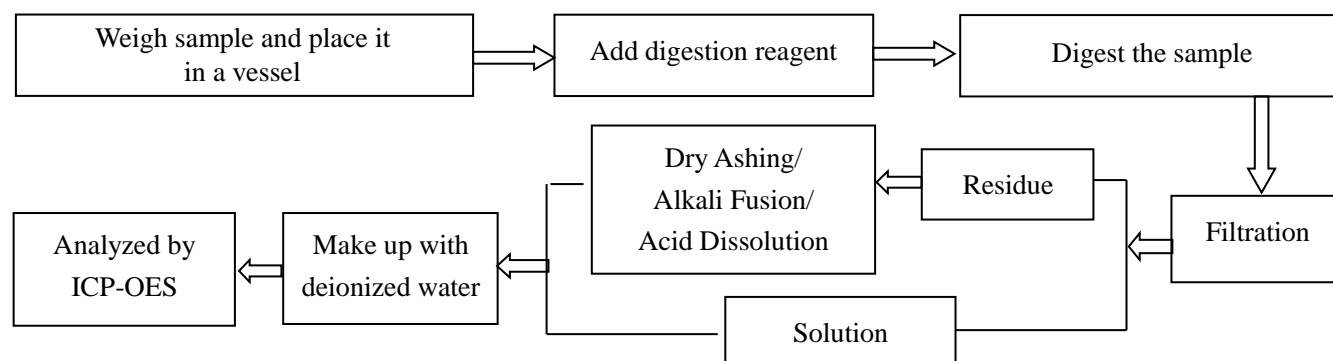 Weigh sample and place it
in a vessel
Add digestion reagent
Digest the sample
Filtration
Residue
Dry Ashing/
Alkali Fusion/
Acid Dissolution
Solution
Make up with
deionized water
Analyzed by
ICP-OES